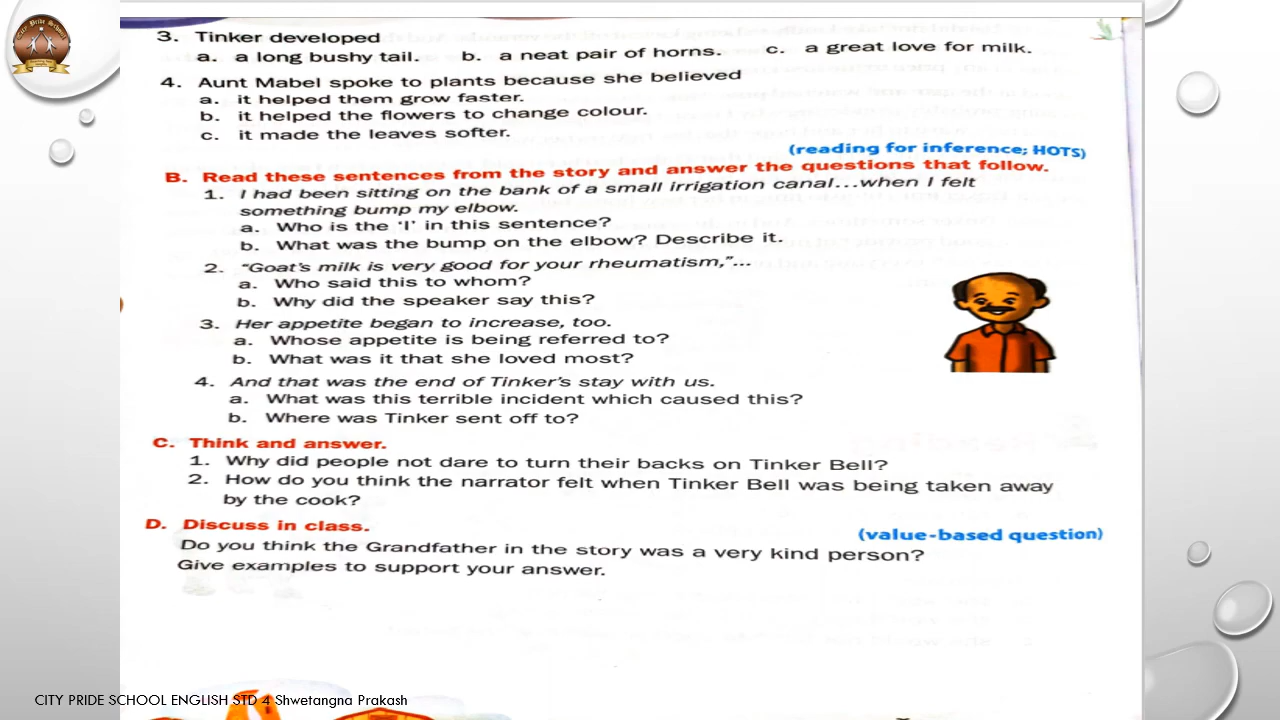 City Pride School
3. Tinker developed
a. a long bushy tail. b. a neat pair of horns. c. a great love for milk.
4. Aunt Mabel spoke to plants because she believed
a. it helped them grow faster.
b. it helped the flowers to change colour.
c. it made the leaves softer.
(reading for inference; HOTS)
B. Read these sentences from the story and answer the questions that follow.
1. I had been sitting on the bank of a small irrigation canal...when I felt
something bump my elbow.
a. Who is the ‘I’ in this sentence?
b. What was the bump on the elbow? Describe it.
2. “Goat’s milk is very good for your rheumatism,”...
a. Who said this to whom?
b. Why did the speaker say this?
3. Her appetite began to increase, too.
a. Whose appetite is being referred to?
b. What was it that she loved most?
4. And that was the end of Tinker’s stay with us.
a. What was this terrible incident which caused this?
b. Where was Tinker sent off to?
C. Think and answer.
1. Why did people not dare to turn their backs on Tinker Bell?
2. How do you think the narrator felt when Tinker Bell was being taken away
by the cook?
D. Discuss in class.
(value-based question)
Do you think the Grandfather in the story was a very kind person?
Give examples to support your answer.
CITY PRIDE SCHOOL ENGLISH STD 4 Shwetangna Prakash